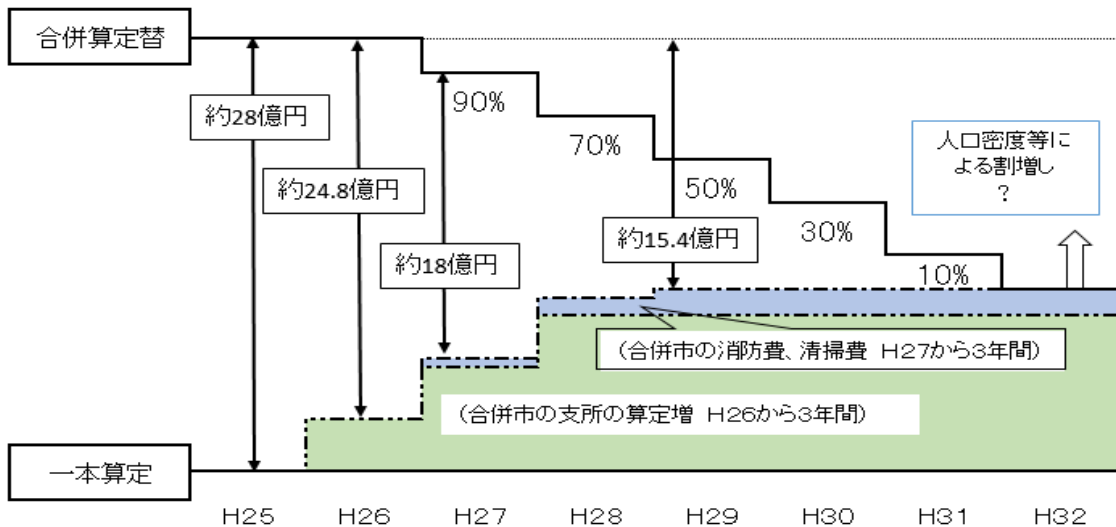 合併算定替
約28億円
約24.8億円
約18億円
約15.4億円
90%
70%
50%
30%
10%
人口密度等に
よる割増し
?
(合併市の消防費、清掃費 H27から3年間)
(合併市の支所の算定増 H26から3年間)
一本算定
H25 H26 H27 H28 H29 H30 H31 H32